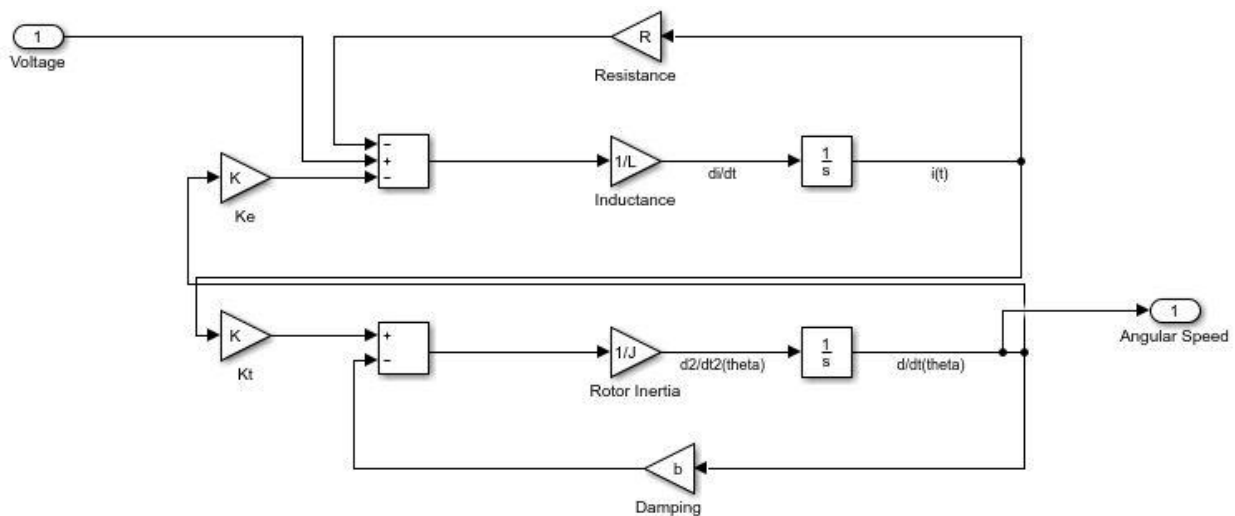 1
Voltage
R
Resistance
−
+
−
K
Ke
1/L
Inductance
di/dt
1
s
i(t)
K
Kt
+
−
1/J
Rotor Inertia
d2/dt2(theta)
1
s
d/dt(theta)
1
Angular Speed
b
Damping